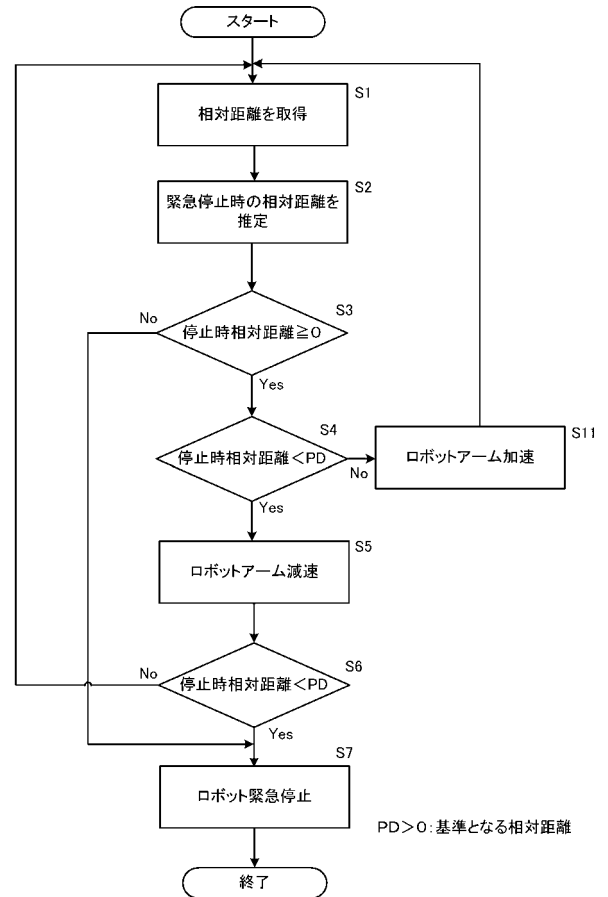 スタート
S1
相対距離を取得
S2
緊急停止時の相対距離を
推定
S3
No
停止時相対距離≧0
Yes
S4
停止時相対距離<PD
No
S11
ロボットアーム加速
Yes
S5
ロボットアーム減速
S6
No
停止時相対距離<PD
Yes
S7
ロボット緊急停止
PD>0:基準となる相対距離
終了